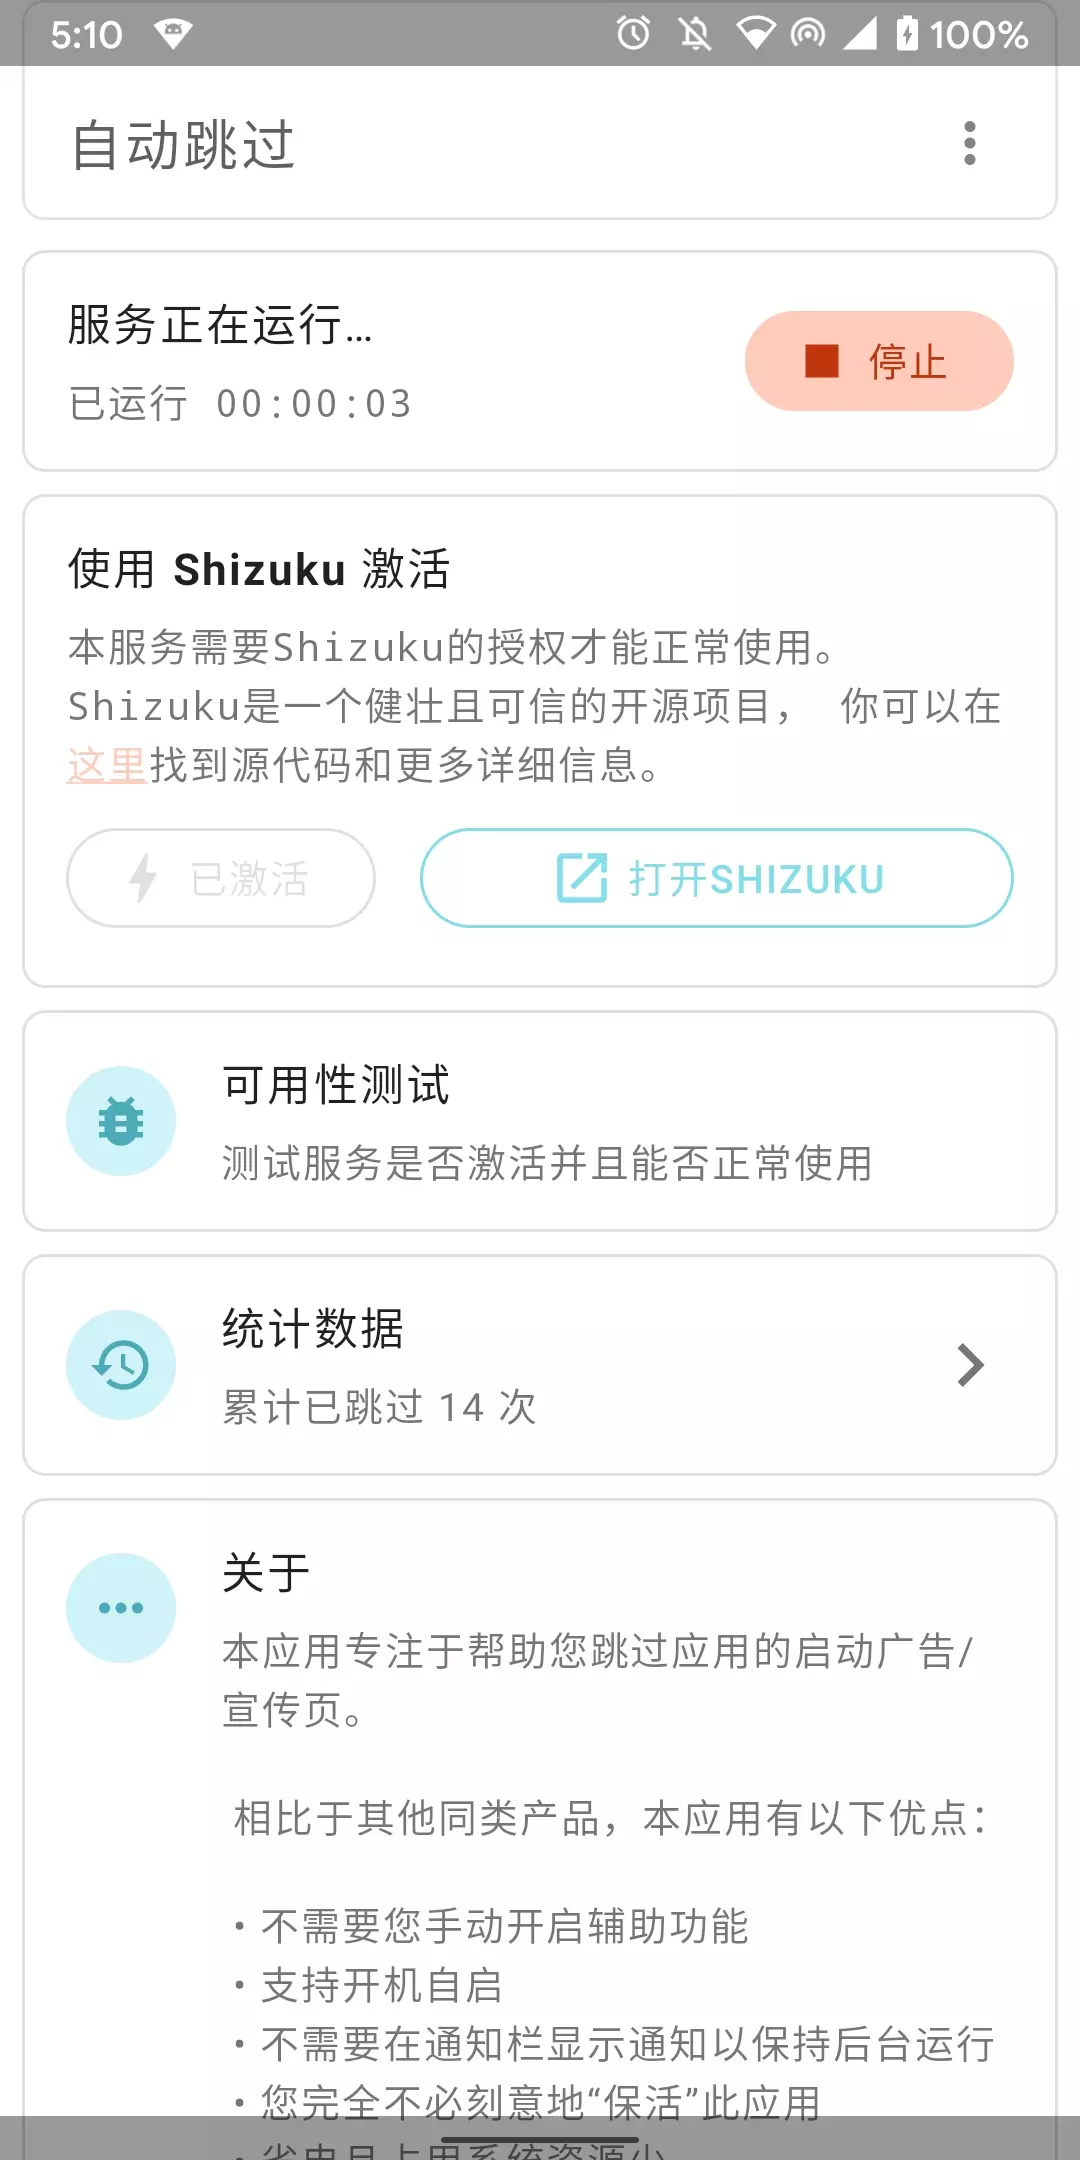 5:10
100%
自动跳过
服务正在运行...
已运行 00:00:03
停止
使用 Shizuku 激活
本服务需要Shizuku的授权才能正常使用。
Shizuku是一个健壮且可信的开源项目， 你可以在
这里找到源代码和更多详细信息。
已激活
打开SHIZUKU
可用性测试
测试服务是否激活并且能否正常使用
统计数据
累计已跳过 14 次
关于
本应用专注于帮助您跳过应用的启动广告/
宣传页。
相比于其他同类产品，本应用有以下优点：
• 不需要您手动开启辅助功能
• 支持开机自启
• 不需要在通知栏显示通知以保持后台运行
• 您完全不必刻意地“保活”此应用
• 省电且占用系统资源少